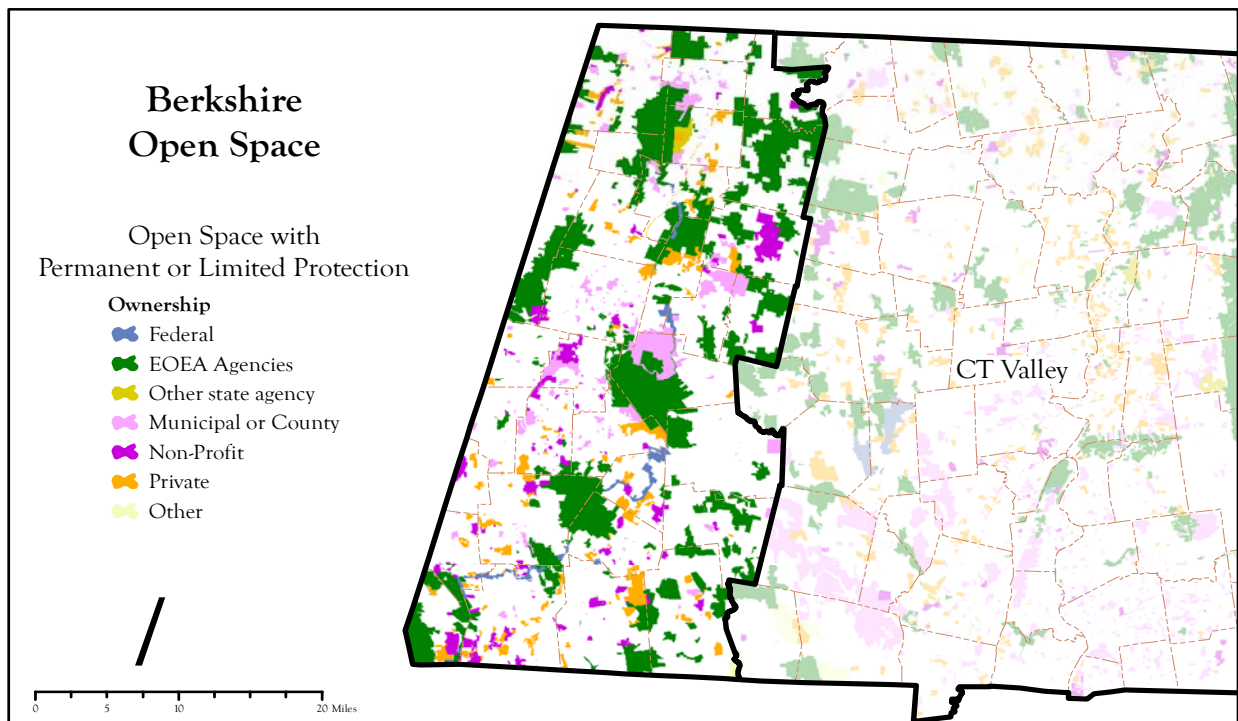 Berkshire
Open Space
Open Space with
Permanent or Limited Protection
Ownership
Federal
EOEA Agencies
Other state agency
Municipal or County
Non-Profit
Private
Other
CT Valley
0 5 10 20 Miles